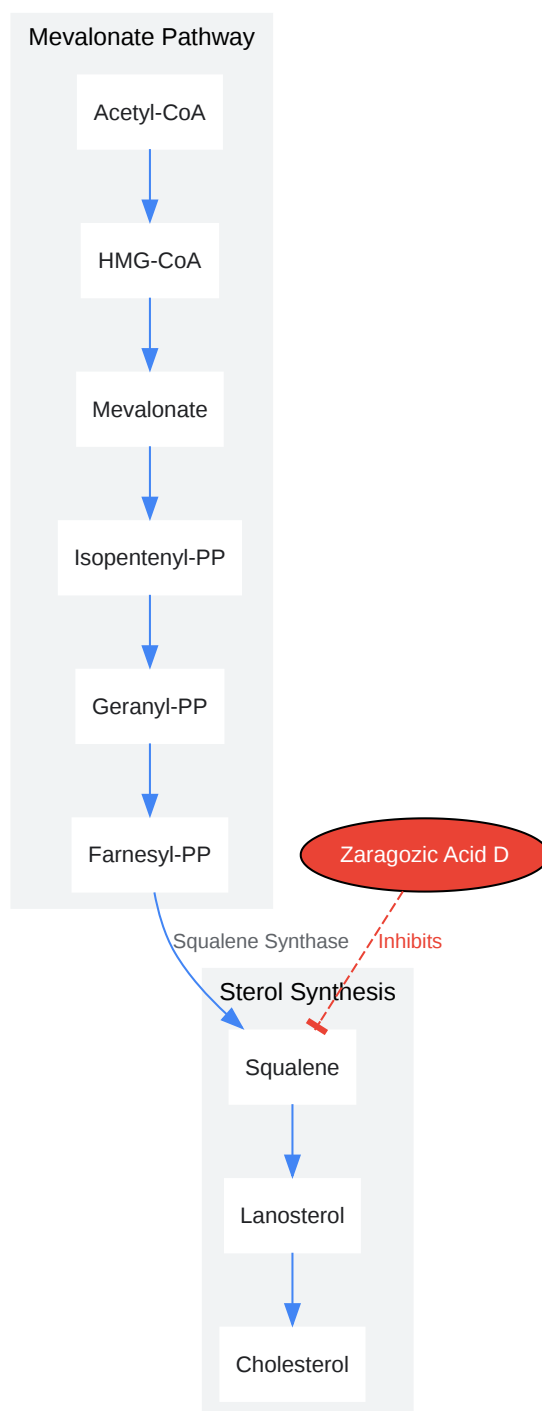 Mevalonate Pathway
Acetyl-CoA
HMG-CoA
Mevalonate
Isopentenyl-PP
Geranyl-PP
Farnesyl-PP
Zaragozic Acid D
Squalene Synthase
Inhibits
Sterol Synthesis
Squalene
Lanosterol
Cholesterol